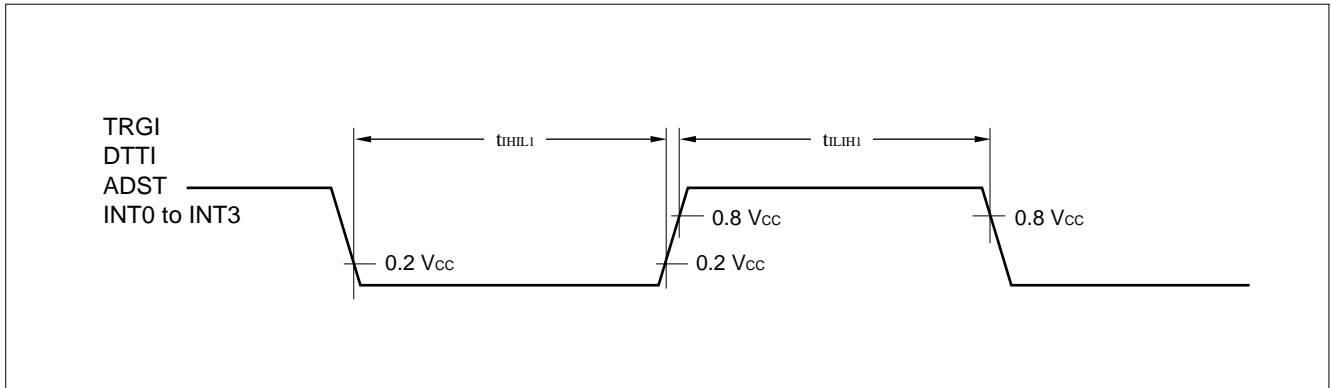 TRGI
DTTI
ADST
INT0 to INT3
tIHIL1
tILIH1
0.8 VCC
0.8 VCC
0.2 VCC
0.2 VCC